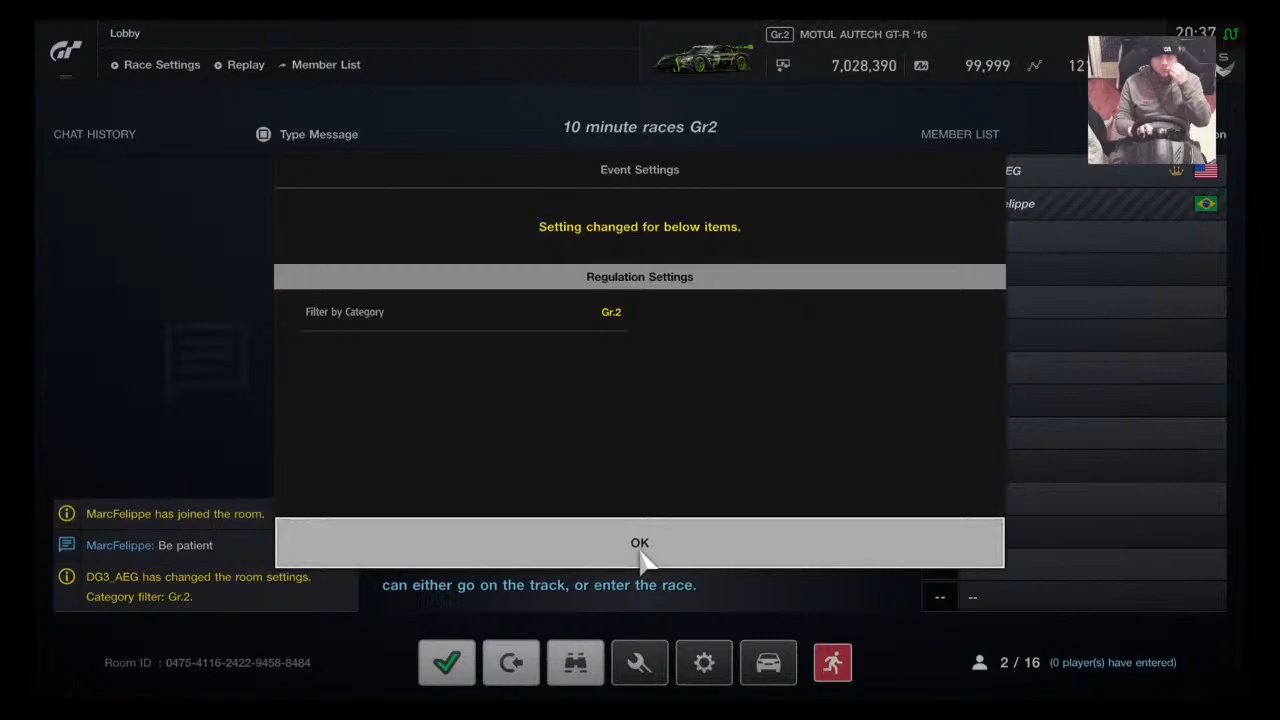 Lobby
Race Settings
Replay
Member List
Gr.2 MOTUL AUTECH GT-R '16
7,028,390
99,999
20:37
S
CHAT HISTORY
Type Message
10 minute races Gr2
MEMBER LIST
Event Settings
Setting changed for below items.
Regulation Settings
Filter by Category Gr.2
OK
MarcFelippe has joined the room.
MarcFelippe: Be patient
DG3_AEG has changed the room settings.
Category filter: Gr.2.
can either go on the track, or enter the race.
-- --
Room ID : 0475-4116-2422-9458-8484
2 / 16 (0 player(s) have entered)